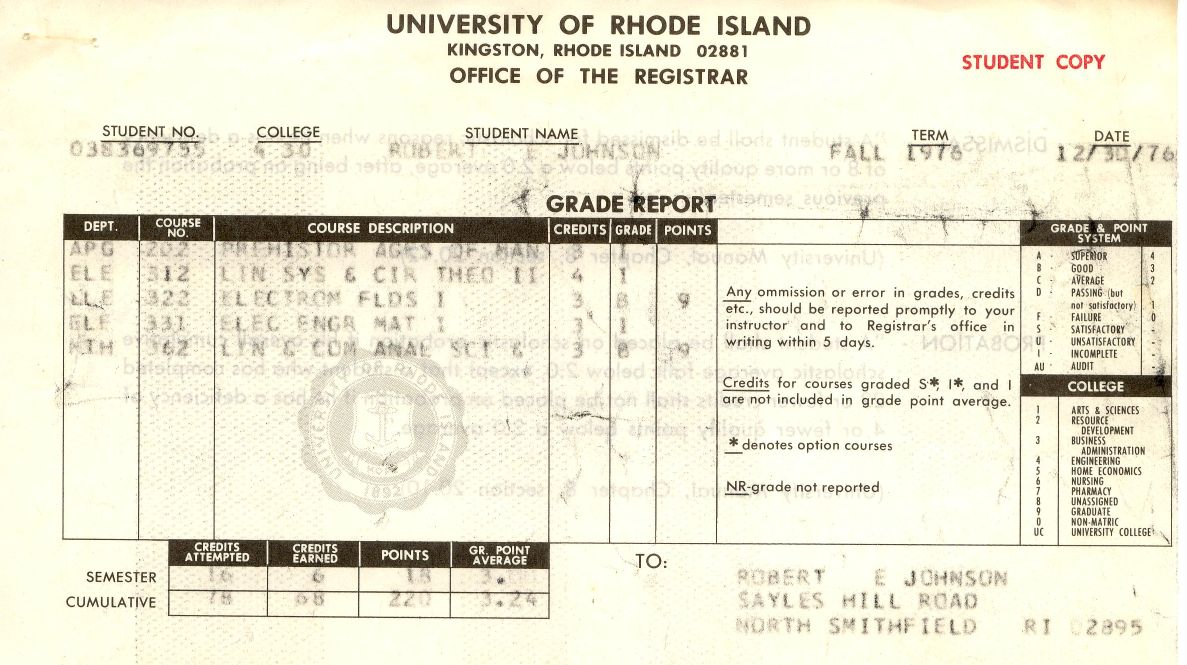 UNIVERSITY OF RHODE ISLAND
KINGSTON, RHODE ISLAND 02881
OFFICE OF THE REGISTRAR
STUDENT COPY
STUDENT NO. COLLEGE STUDENT NAME TERM DATE
038369755 4 30 ROBERT E JOHNSON FALL 1976 12/30/76
GRADE REPORT
DEPT. COURSE NO. COURSE DESCRIPTION CREDITS GRADE POINTS
APG 202 PREHISTOR AGES OF MAN 3 I
ELE 312 LIN SYS & CIR THEO II 4 I
ELE 322 ELECTROM FLDS I 3 B 9
ELE 331 ELEC ENGR MAT I 3 I
MTH 362 LIN & COM ANAL SCI & 3 B 9
Any ommission or error in grades, credits
etc., should be reported promptly to your
instructor and to Registrar's office in
writing within 5 days.
Credits for courses graded S* I*, and I
are not included in grade point average.
* denotes option courses
NR-grade not reported
GRADE & POINT
SYSTEM
A - SUPERIOR 4
B - GOOD 3
C - AVERAGE 2
D - PASSING (but
not satisfactory) 1
F - FAILURE 0
S - SATISFACTORY -
U - UNSATISFACTORY -
I - INCOMPLETE -
AU - AUDIT -
COLLEGE
1 ARTS & SCIENCES
2 RESOURCE
DEVELOPMENT
3 BUSINESS
ADMINISTRATION
4 ENGINEERING
5 HOME ECONOMICS
6 NURSING
7 PHARMACY
8 UNASSIGNED
9 GRADUATE
0 NON-MATRIC
UC UNIVERSITY COLLEGE
1892
CREDITS ATTEMPTED CREDITS EARNED POINTS GR. POINT AVERAGE
SEMESTER 16 6 18 3.00
CUMULATIVE 78 68 220 3.24
TO:
ROBERT E JOHNSON
SAYLES HILL ROAD
NORTH SMITHFIELD RI 02895